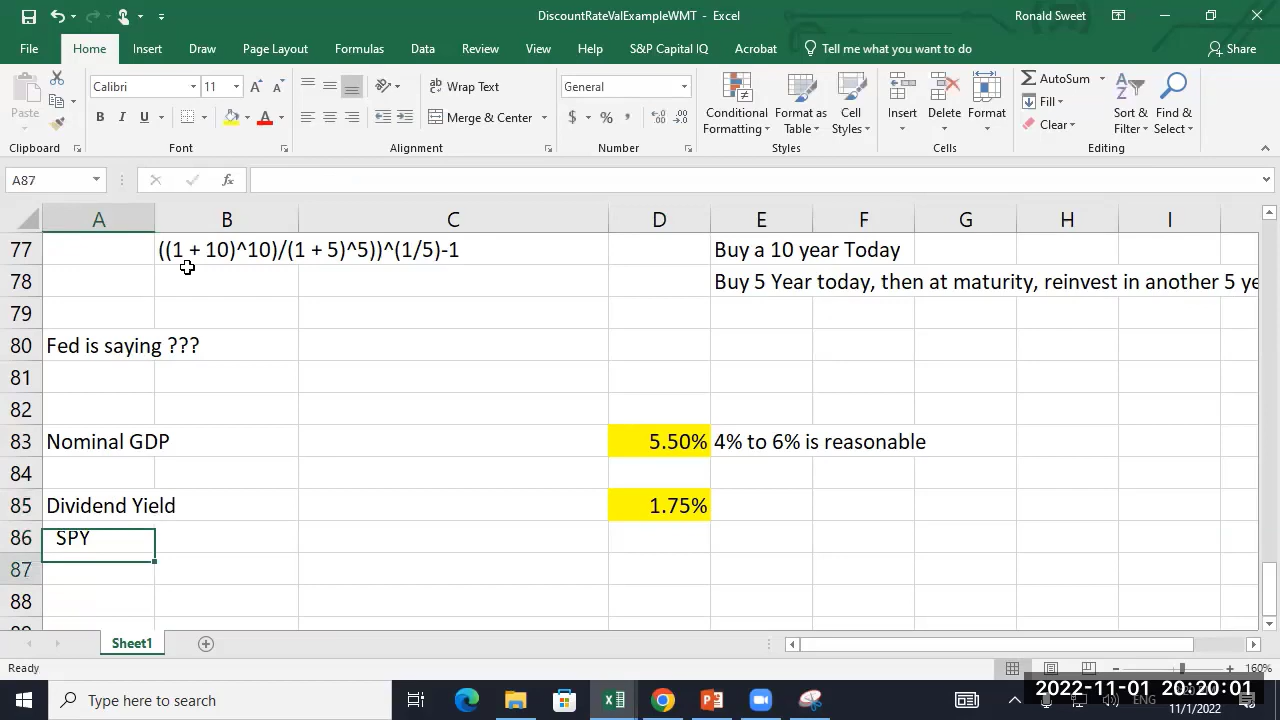 DiscountRateValExampleWMT - Excel
Ronald Sweet
File Home Insert Draw Page Layout Formulas Data Review View Help S&P Capital IQ Acrobat Tell me what you want to do Share
Paste
Calibri 11
B I U
Wrap Text
Merge & Center
General
$ % ,
Conditional Formatting
Format as Table
Cell Styles
Insert
Delete
Format
AutoSum
Fill
Clear
Sort & Filter
Find & Select
Clipboard Font Alignment Number Styles Cells Editing
A87 fx
A B C D E F G H I
77 ((1 + 10)^10)/(1 + 5)^5))^(1/5)-1 Buy a 10 year Today
78 Buy 5 Year today, then at maturity, reinvest in another 5 ye
79
80 Fed is saying ???
81
82
83 Nominal GDP 5.50% 4% to 6% is reasonable
84
85 Dividend Yield 1.75%
86 SPY
87
88
Sheet1
Ready 160%
Type here to search
ENG
2022-11-01 20:20:01
11/1/2022